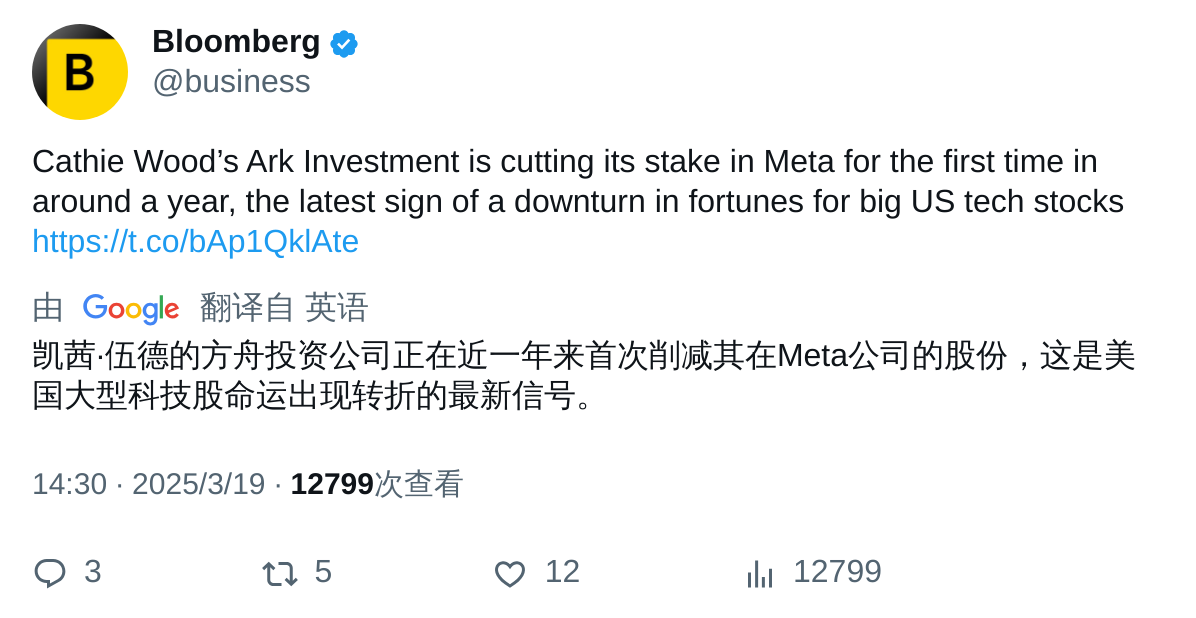 B
Bloomberg
@business
Cathie Wood’s Ark Investment is cutting its stake in Meta for the first time in
around a year, the latest sign of a downturn in fortunes for big US tech stocks
https://t.co/bAp1QklAte
由 Google 翻译自 英语
凯茜·伍德的方舟投资公司正在近一年来首次削减其在Meta公司的股份，这是美
国大型科技股命运出现转折的最新信号。
14:30 · 2025/3/19 · 12799次查看
3 5 12 12799